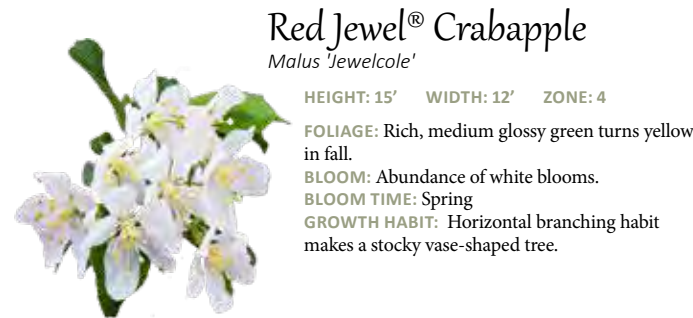 Red Jewel® Crabapple
Malus 'Jewelcole'
HEIGHT: 15’ WIDTH: 12’ ZONE: 4
FOLIAGE: Rich, medium glossy green turns yellow
in fall.
BLOOM: Abundance of white blooms.
BLOOM TIME: Spring
GROWTH HABIT: Horizontal branching habit
makes a stocky vase-shaped tree.